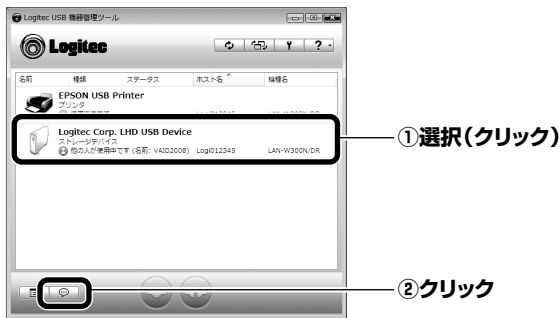 Logitec USB 機器管理ツール
Logitec
名前 種類 ステータス ホスト名 機種名
EPSON USB Printer
プリンタ
Logitec Corp. LHD USB Device
ストレージデバイス
他の人が使用中です (名前: VAIO2008) Logi012345 LAN-W300N/DR
①選択(クリック)
②クリック